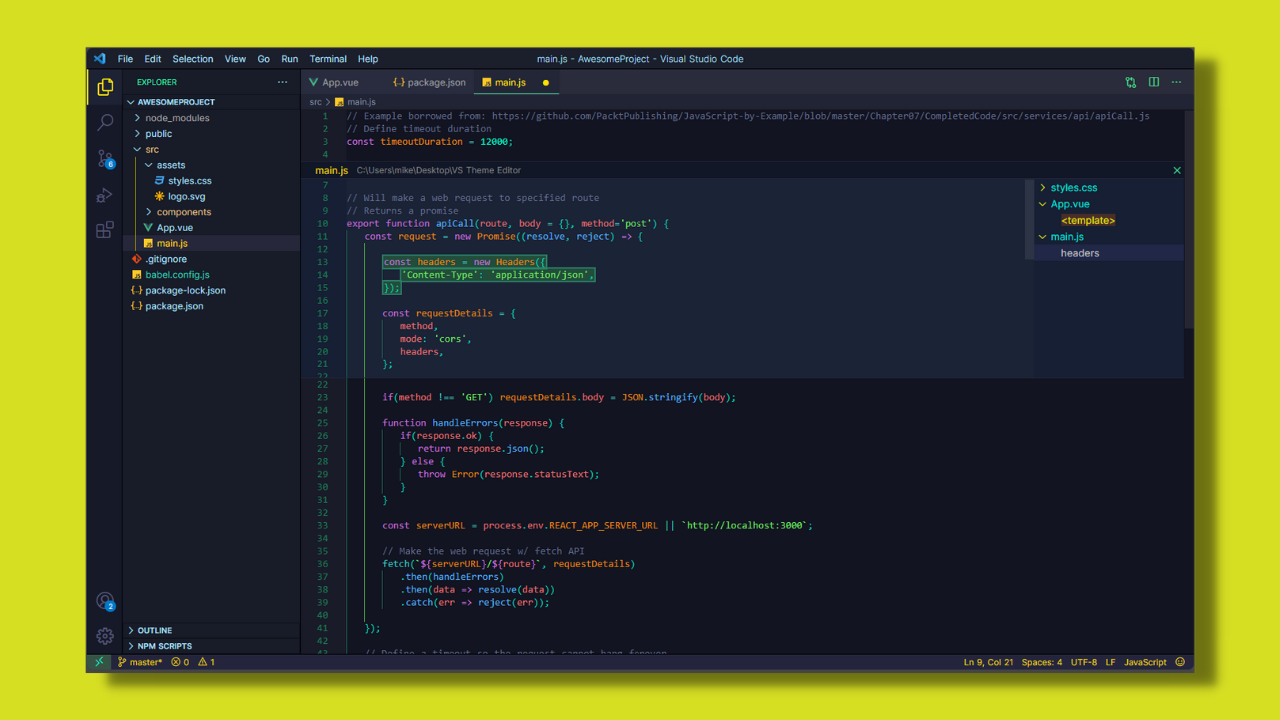 File Edit Selection View Go Run Terminal Help
main.js - AwesomeProject - Visual Studio Code
EXPLORER
AWESOMEPROJECT
node_modules
public
src
assets
styles.css
logo.svg
components
App.vue
main.js
.gitignore
babel.config.js
package-lock.json
package.json
OUTLINE
NPM SCRIPTS
6
2
App.vue
package.json
main.js
src > main.js
1 // Example borrowed from: https://github.com/PacktPublishing/JavaScript-by-Example/blob/master/Chapter07/CompletedCode/src/services/api/apiCall.js
2 // Define timeout duration
3 const timeoutDuration = 12000;
4
main.js C:\Users\mike\Desktop\VS Theme Editor
7
8 // Will make a web request to specified route
9 // Returns a promise
10 export function apiCall(route, body = {}, method='post') {
11 const request = new Promise((resolve, reject) => {
12
13 const headers = new Headers({
14 'Content-Type': 'application/json',
15 });
16
17 const requestDetails = {
18 method,
19 mode: 'cors',
20 headers,
21 };
22
styles.css
App.vue
<template>
main.js
headers
22
23 if(method !== 'GET') requestDetails.body = JSON.stringify(body);
24
25 function handleErrors(response) {
26 if(response.ok) {
27 return response.json();
28 } else {
29 throw Error(response.statusText);
30 }
31 }
32
33 const serverURL = process.env.REACT_APP_SERVER_URL || `http://localhost:3000`;
34
35 // Make the web request w/ fetch API
36 fetch(`${serverURL}/${route}`, requestDetails)
37 .then(handleErrors)
38 .then(data => resolve(data))
39 .catch(err => reject(err));
40
41 });
42
43 // Define a timeout so the request cannot hang forever
master* 0 1
Ln 9, Col 21 Spaces: 4 UTF-8 LF JavaScript